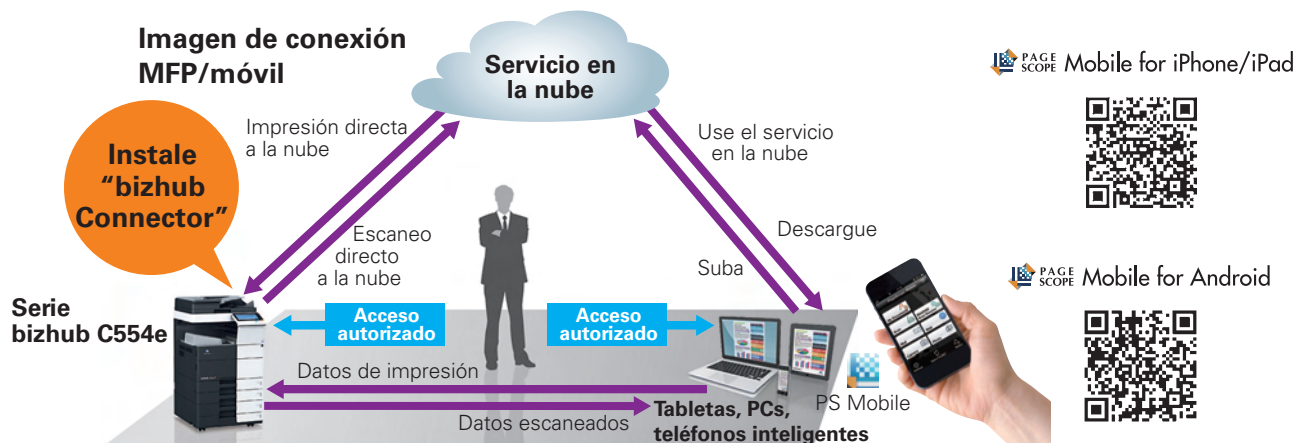 Imagen de conexión
MFP/móvil
Servicio en
la nube
Impresión directa
a la nube
Use el servicio
en la nube
Instale
“bizhub
Connector”
Escaneo
directo
a la nube
Descargue
Suba
Serie
bizhub C554e
Acceso
autorizado
Acceso
autorizado
Datos de impresión
Datos escaneados
Tabletas, PCs,
teléfonos inteligentes
PS Mobile
PAGE
SCOPE Mobile for iPhone/iPad
PAGE
SCOPE Mobile for Android